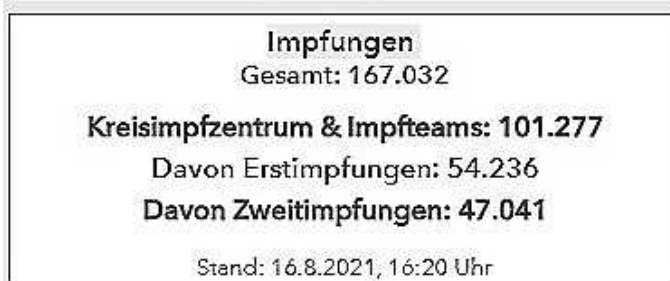 Impfungen
Gesamt: 167.032
Kreisimpfzentrum & Impfteams: 101.277
Davon Erstimpfungen: 54.236
Davon Zweitimpfungen: 47.041
Stand: 16.8.2021, 16:20 Uhr